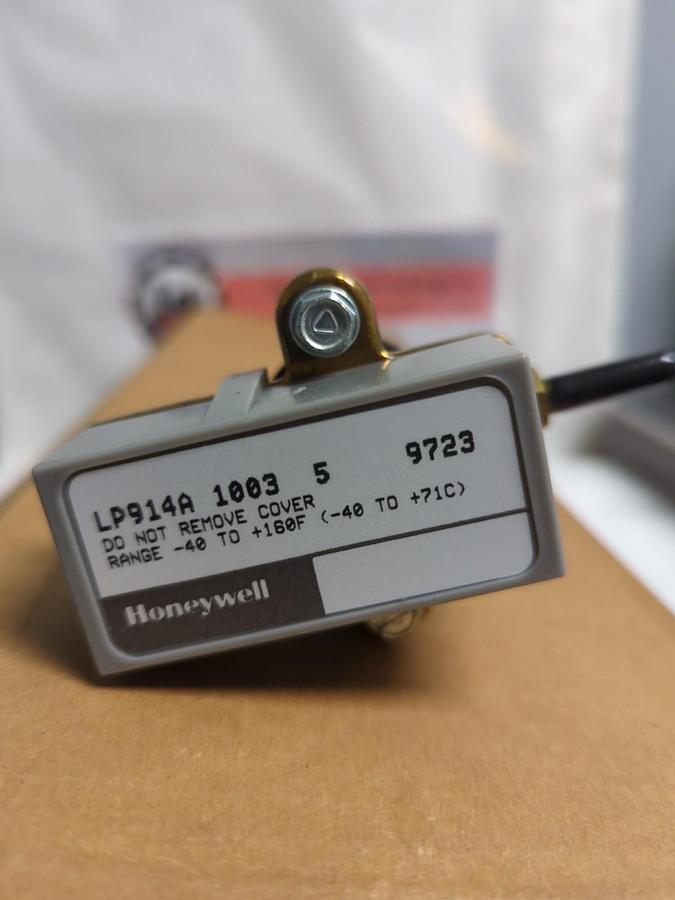 LP914A 1003 5 9723
DO NOT REMOVE COVER
RANGE -40 TO +160F (-40 TO +71C)
Honeywell